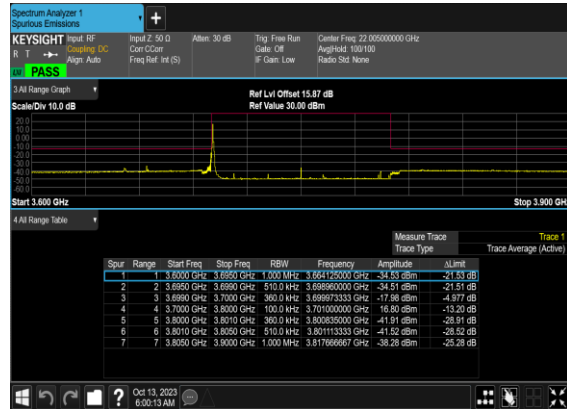 Spectrum Analyzer 1
Spurious Emissions
KEYSIGHT Input: RF Input Z: 50 Ω Atten: 30 dB Trig: Free Run Center Freq: 22.005000000 GHz
R T Coupling: DC Corr CCorr Gate: Off Avg|Hold: 100/100
Align: Auto Freq Ref: Int (S) IF Gain: Low Radio Std: None
PASS
3 All Range Graph
Ref Lvl Offset 15.87 dB
Scale/Div 10.0 dB Ref Value 30.00 dBm
20.0
10.0
0.00
-10.0
-20.0
-30.0
-40.0
-50.0
-60.0
Start 3.600 GHz Stop 3.900 GH
4 All Range Table
Measure Trace Trace 1
Trace Type Trace Average (Active)
Spur Range Start Freq Stop Freq RBW Frequency Amplitude ΔLimit
1 1 3.6000 GHz 3.6950 GHz 1.000 MHz 3.664125000 GHz -34.53 dBm -21.53 dB
2 2 3.6950 GHz 3.6990 GHz 510.0 kHz 3.698960000 GHz -34.51 dBm -21.51 dB
3 3 3.6990 GHz 3.7000 GHz 360.0 kHz 3.699973333 GHz -17.98 dBm -4.977 dB
4 4 3.7000 GHz 3.8000 GHz 100.0 kHz 3.701000000 GHz 16.80 dBm -13.20 dB
5 5 3.8000 GHz 3.8010 GHz 360.0 kHz 3.800835000 GHz -41.91 dBm -28.91 dB
6 6 3.8010 GHz 3.8050 GHz 510.0 kHz 3.801113333 GHz -41.52 dBm -28.52 dB
7 7 3.8050 GHz 3.9000 GHz 1.000 MHz 3.817666667 GHz -38.28 dBm -25.28 dB
Oct 13, 2023
6:00:13 AM